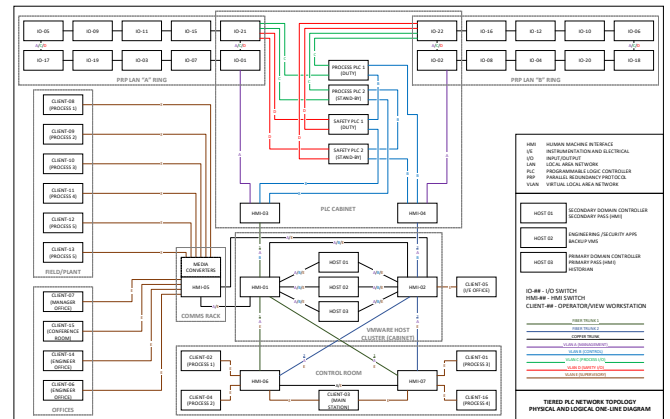 IO-05
IO-09
IO-11
IO-15
IO-21
IO-17
IO-19
IO-03
IO-07
IO-01
PRP LAN "A" RING
IO-22
IO-16
IO-12
IO-10
IO-06
IO-02
IO-08
IO-04
IO-20
IO-18
PRP LAN "B" RING
PROCESS PLC 1
(DUTY)
PROCESS PLC 2
(STAND-BY)
SAFETY PLC 1
(DUTY)
SAFETY PLC 2
(STAND-BY)
HMI-03
HMI-04
PLC CABINET
CLIENT-08
(PROCESS 1)
CLIENT-09
(PROCESS 2)
CLIENT-10
(PROCESS 3)
CLIENT-11
(PROCESS 4)
CLIENT-12
(PROCESS 5)
CLIENT-13
(PROCESS 5)
FIELD/PLANT
MEDIA
CONVERTERS
HMI-05
COMMS RACK
HMI-01
HOST 01
HOST 02
HOST 03
HMI-02
VMWARE HOST
CLUSTER (CABINET)
CLIENT-05
(I/E OFFICE)
CLIENT-07
(MANAGER
OFFICE)
CLIENT-15
(CONFERENCE
ROOM)
CLIENT-14
(ENGINEER
OFFICE)
CLIENT-06
(ENGINEER
OFFICE)
OFFICES
CONTROL ROOM
CLIENT-02
(PROCESS 1)
CLIENT-04
(PROCESS 2)
HMI-06
CLIENT-03
(MAIN
STATION)
HMI-07
CLIENT-01
(PROCESS 3)
CLIENT-16
(PROCESS 4)
HMI HUMAN MACHINE INTERFACE
I/E INSTRUMENTATION AND ELECTRICAL
I/O INPUT/OUTPUT
LAN LOCAL AREA NETWORK
PLC PROGRAMMABLE LOGIC CONTROLLER
PRP PARALLEL REDUNDANCY PROTOCOL
VLAN VIRTUAL LOCAL AREA NETWORK
HOST 01
SECONDARY DOMAIN CONTROLLER
SECONDARY PASS (HMI)
HOST 02
ENGINEERING /SECURITY APPS
BACKUP VMS
HOST 03
PRIMARY DOMAIN CONTROLLER
PRIMARY PASS (HMI)
HISTORIAN
IO-## - I/O SWITCH
HMI-## - HMI SWITCH
CLIENT-## - OPERATOR/VIEW WORKSTATION
FIBER TRUNK 1
FIBER TRUNK 2
COPPER TRUNK
VLAN A (MANAGEMENT)
VLAN B (CONTROL)
VLAN C (PROCESS I/O)
VLAN D (SAFETY I/O)
VLAN E (SUPERVISORY)
TIERED PLC NETWORK TOPOLOGY
PHYSICAL AND LOGICAL ONE-LINE DIAGRAM